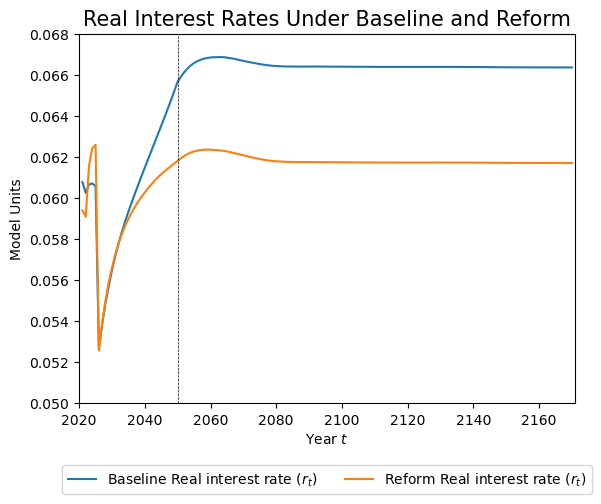 Real Interest Rates Under Baseline and Reform
0.068
0.066
0.064
0.062
0.060
0.058
0.056
0.054
0.052
0.050
Model Units
2020 2040 2060 2080 2100 2120 2140 2160
Year t
Baseline Real interest rate (rₜ) Reform Real interest rate (rₜ)